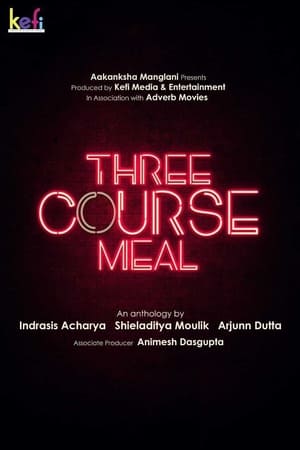 kefi
Aakanksha Manglani Presents
Produced by Kefi Media & Entertainment
In Association with Adverb Movies
THREE
COURSE
MEAL
An anthology by
Indrasis Acharya Shieladitya Moulik Arjunn Dutta
Associate Producer Animesh Dasgupta